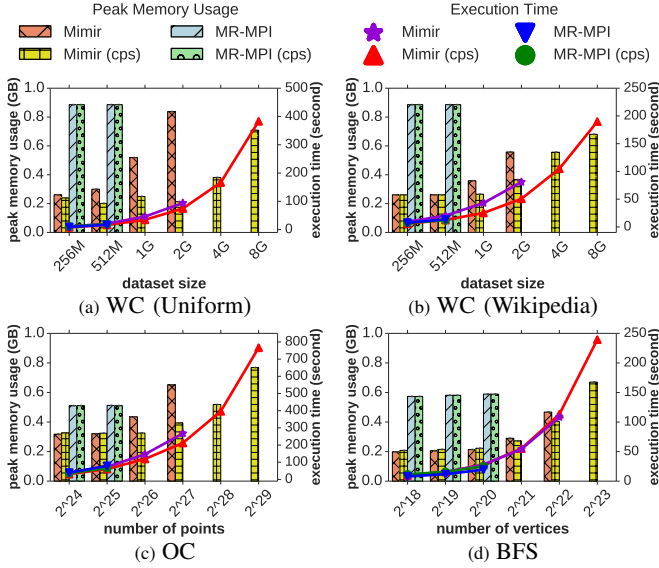 Peak Memory Usage
Execution Time
Mimir
MR-MPI
Mimir
MR-MPI
Mimir (cps)
MR-MPI (cps)
Mimir (cps)
MR-MPI (cps)
peak memory usage (GB)
1.0
0.8
0.6
0.4
0.2
0.0
500
400
300
200
100
0
execution time (second)
256M
512M
1G
2G
4G
8G
dataset size
(a) WC (Uniform)
peak memory usage (GB)
1.0
0.8
0.6
0.4
0.2
0.0
250
200
150
100
50
0
execution time (second)
256M
512M
1G
2G
4G
8G
dataset size
(b) WC (Wikipedia)
peak memory usage (GB)
1.0
0.8
0.6
0.4
0.2
0.0
800
700
600
500
400
300
200
100
0
execution time (second)
2^24
2^25
2^26
2^27
2^28
2^29
number of points
(c) OC
peak memory usage (GB)
1.0
0.8
0.6
0.4
0.2
0.0
250
200
150
100
50
0
execution time (second)
2^18
2^19
2^20
2^21
2^22
2^23
number of vertices
(d) BFS